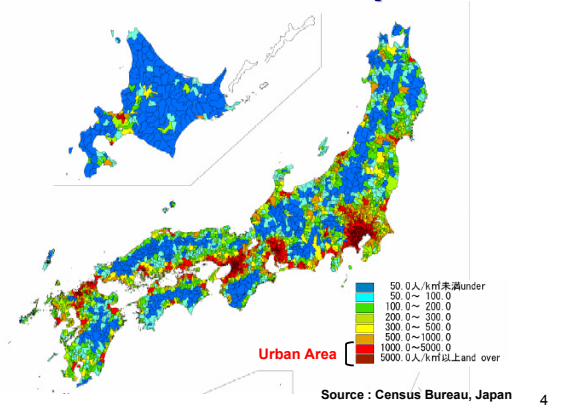 50.0人/k㎡未満under
50.0～ 100.0
100.0～ 200.0
200.0～ 300.0
300.0～ 500.0
500.0～1000.0
1000.0～5000.0
5000.0人/k㎡以上and over
Urban Area
Source : Census Bureau, Japan
4